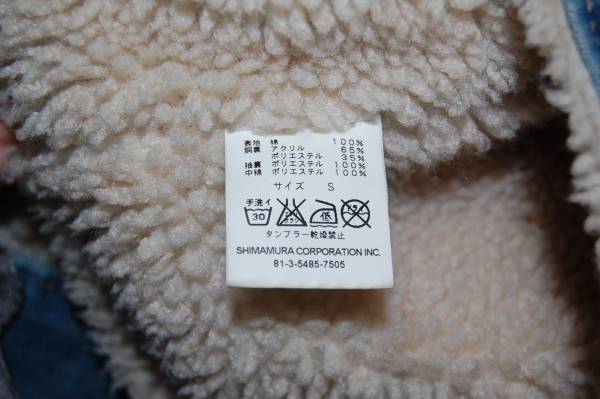 表地 綿 100%
胴裏 アクリル 65%
ポリエステル 35%
袖裏 ポリエステル 100%
中綿 ポリエステル 100%
サイズ S
手洗イ
30 低
タンブラー乾燥禁止
SHIMAMURA CORPORATION INC.
81-3-5485-7505